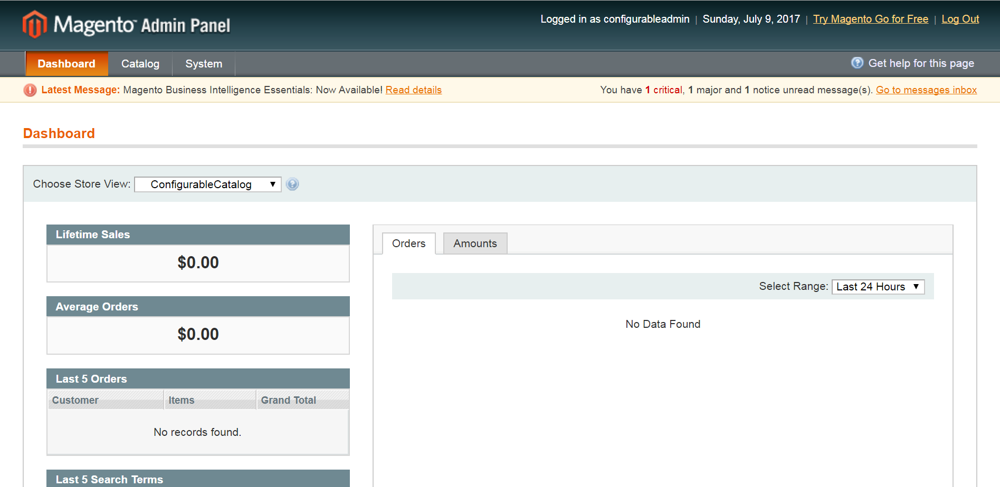 Magento™ Admin Panel
Logged in as configurableadmin | Sunday, July 9, 2017 | Try Magento Go for Free | Log Out
Dashboard Catalog System
Get help for this page
Latest Message: Magento Business Intelligence Essentials: Now Available! Read details
You have 1 critical, 1 major and 1 notice unread message(s). Go to messages inbox
Dashboard
Choose Store View: ConfigurableCatalog
Lifetime Sales
$0.00
Average Orders
$0.00
Last 5 Orders
Customer Items Grand Total
No records found.
Last 5 Search Terms
Orders Amounts
Select Range: Last 24 Hours
No Data Found